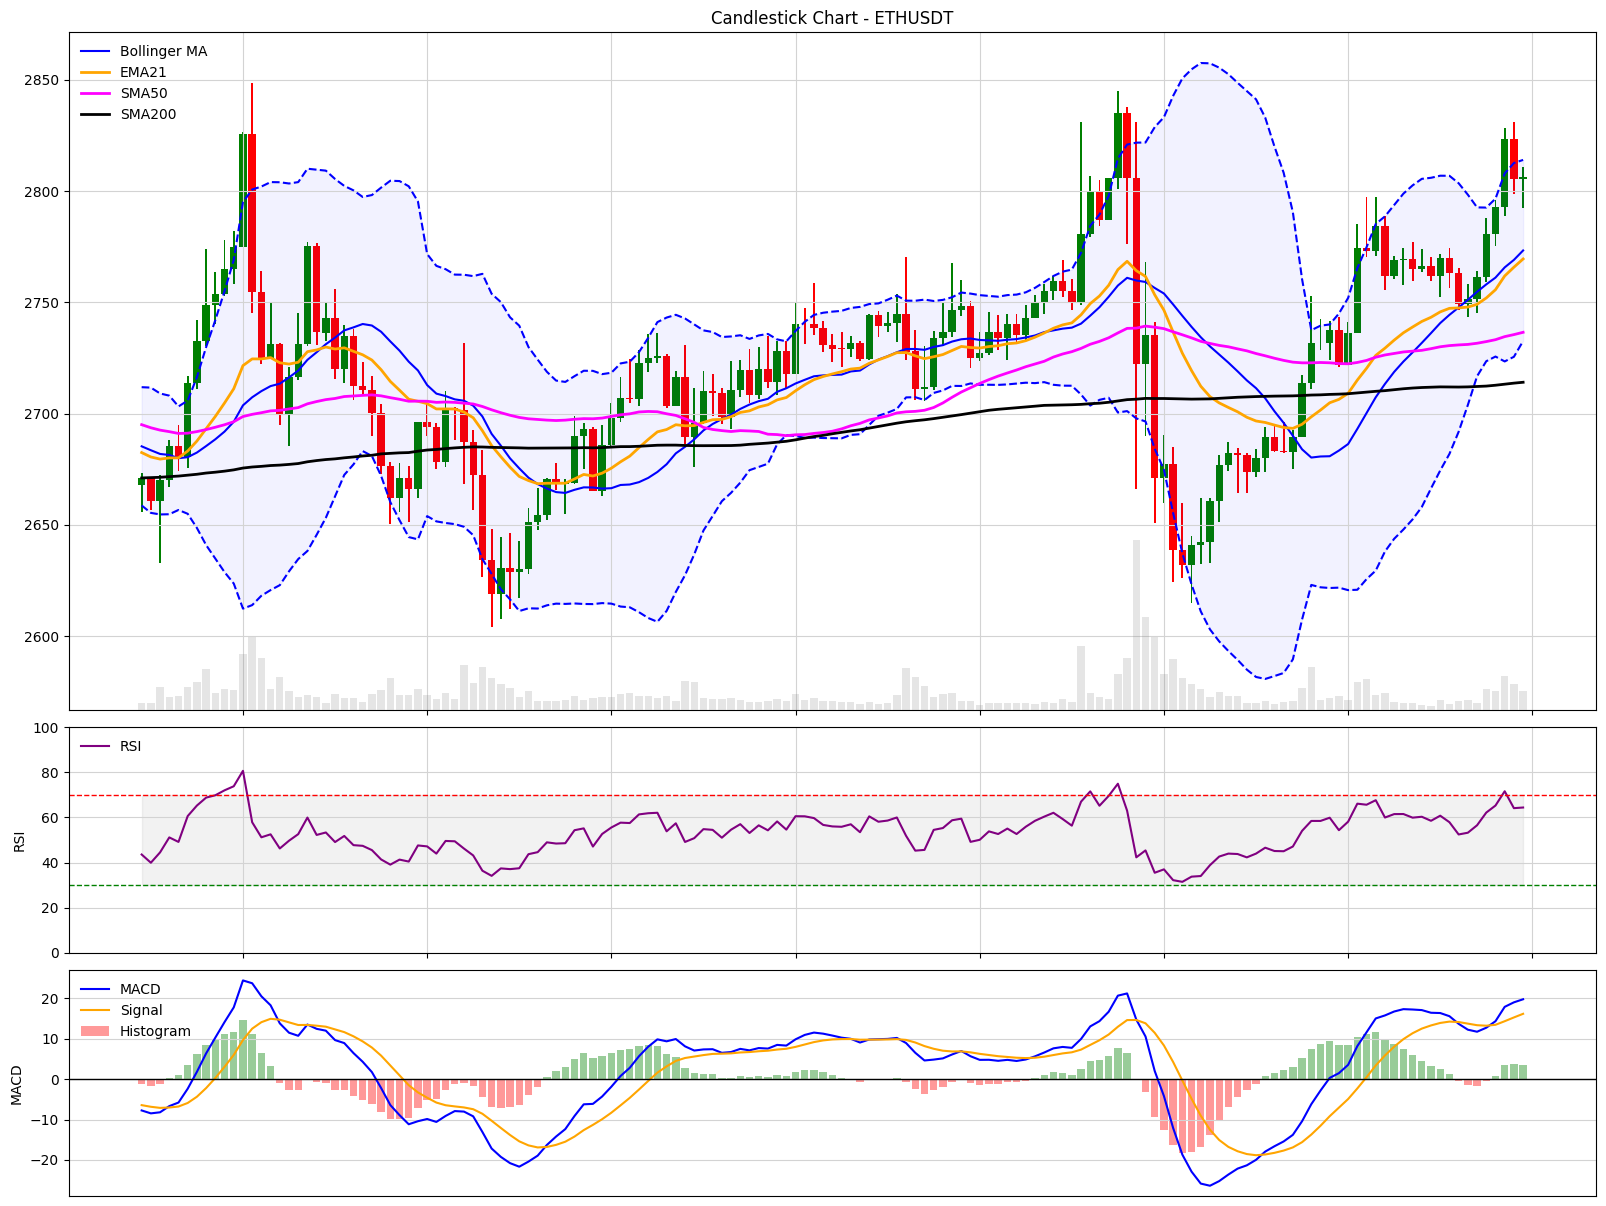 Candlestick Chart - ETHUSDT
Bollinger MA
EMA21
SMA50
SMA200
2850
2800
2750
2700
2650
2600
RSI
100
80
60
40
20
0
RSI
MACD
Signal
Histogram
20
10
0
−10
−20
MACD